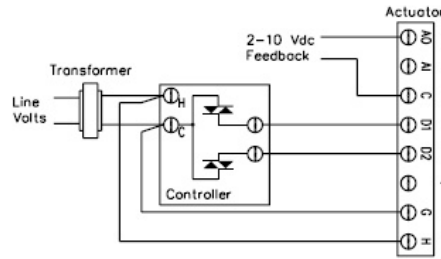 Actuator
2-10 Vdc
Feedback
Transformer
Line
Volts
H
C
Controller
AO
AI
C
D1
D2
G
H